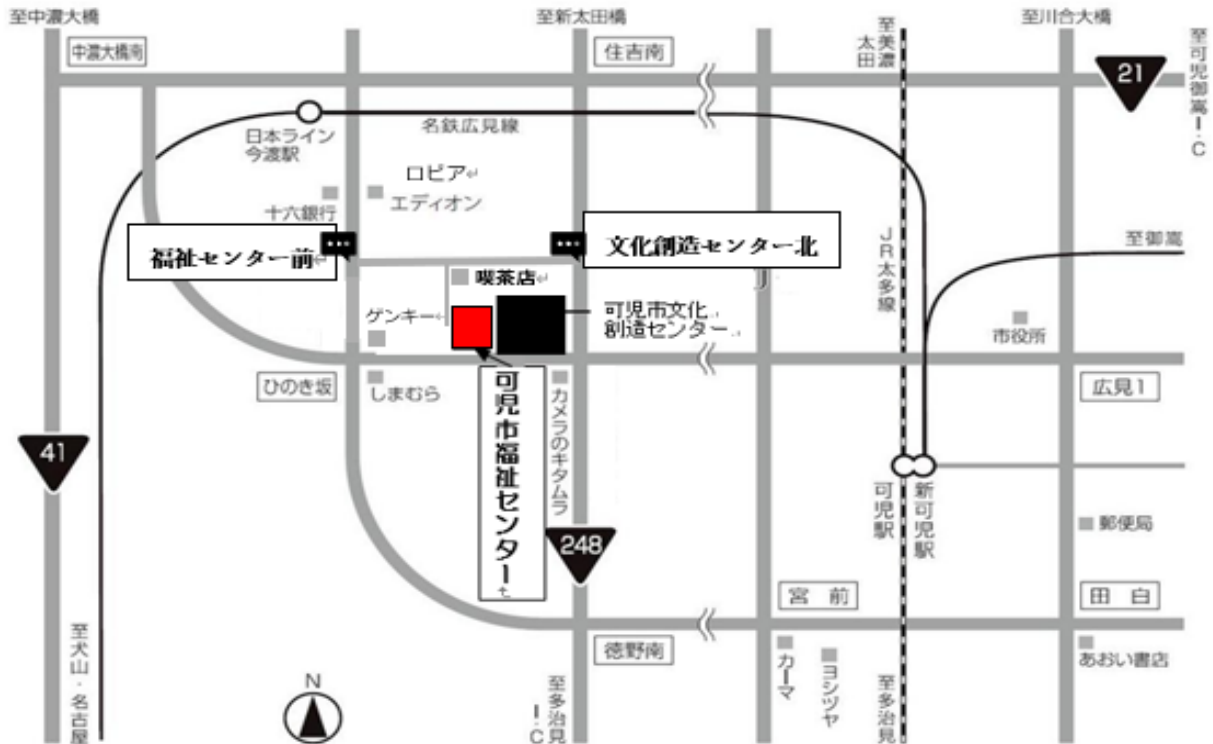 至中濃大橋
至新太田橋
至川合大橋
中濃大橋南
住吉南
至美濃
太田
21
至可児御嵩I・C
日本ライン
今渡駅
名鉄広見線
ロピア
エディオン
十六銀行
福祉センター前
文化創造センター北
JR太多線
至御嵩
喫茶店
ゲンキー
可児市文化
創造センター
市役所
ひのき坂
しまむら
可児市福祉センター
カメラのキタムラ
広見1
41
248
可児駅
新可児駅
郵便局
宮前
田白
至犬山・名古屋
N
徳野南
至多治見
I・C
カーマ
ヨシヅヤ
至多治見
あおい書店